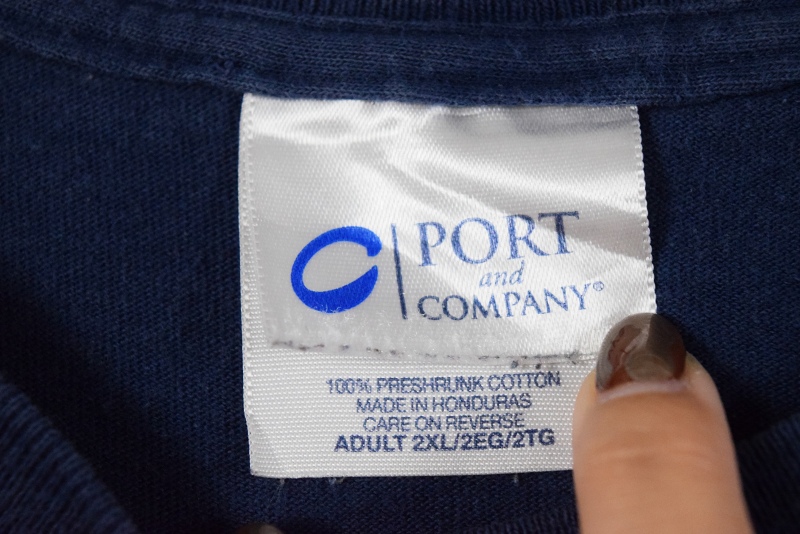 PORT
and
COMPANY®
100% PRESHRUNK COTTON
MADE IN HONDURAS
CARE ON REVERSE
ADULT 2XL/2EG/2TG